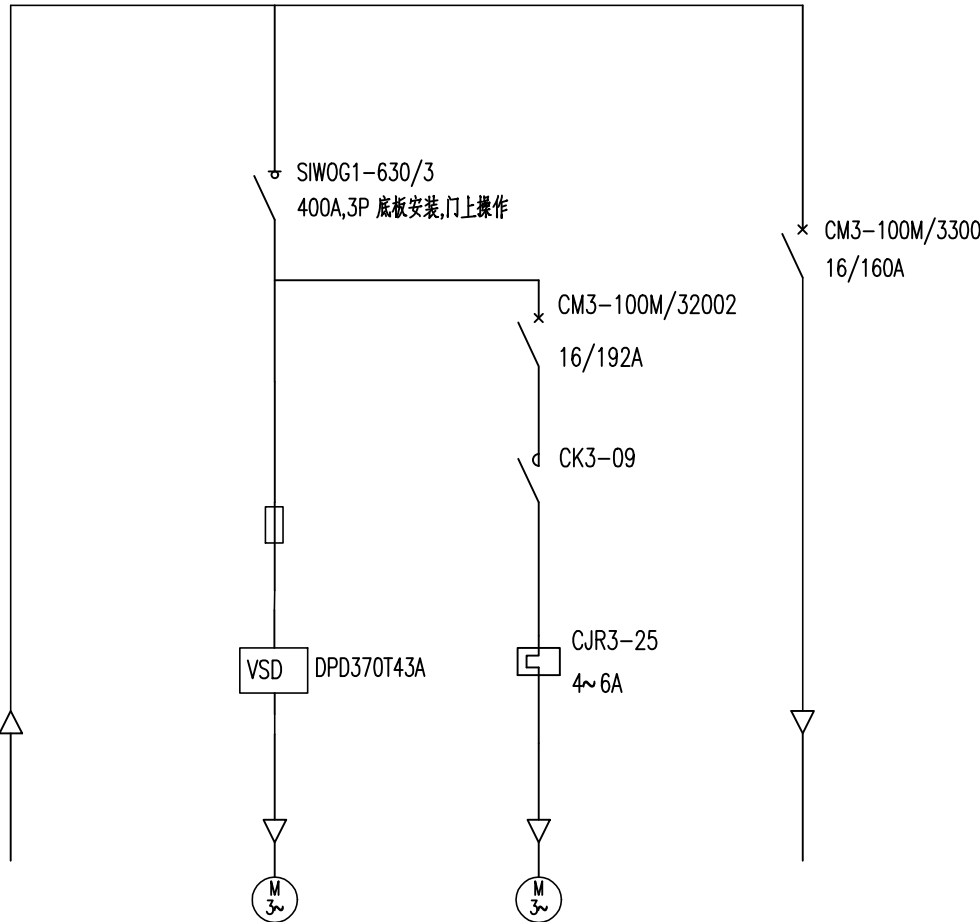 SIWOG1-630/3
400A,3P 底板安装,门上操作
CM3-100M/3300
16/160A
CM3-100M/32002
16/192A
CK3-09
CJR3-25
4~6A
VSD
DPD370T43A
M
3~
M
3~